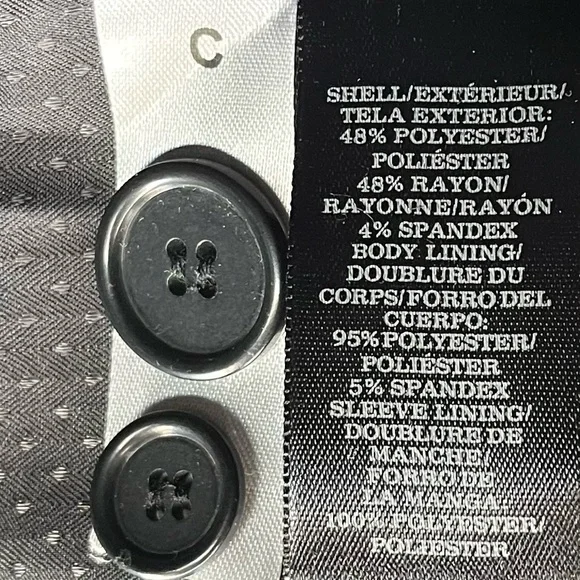 C
SHELL/EXTÉRIEUR/
TELA EXTERIOR:
48% POLYESTER/
POLIÉSTER
48% RAYON/
RAYONNE/RAYÓN
4% SPANDEX
BODY LINING/
DOUBLURE DU
CORPS/FORRO DEL
CUERPO:
95% POLYESTER/
POLIÉSTER
5% SPANDEX
SLEEVE LINING/
DOUBLURE DE
MANCHE/
FORRO DE
LA MANGA
100% POLYESTER/
POLIESTER